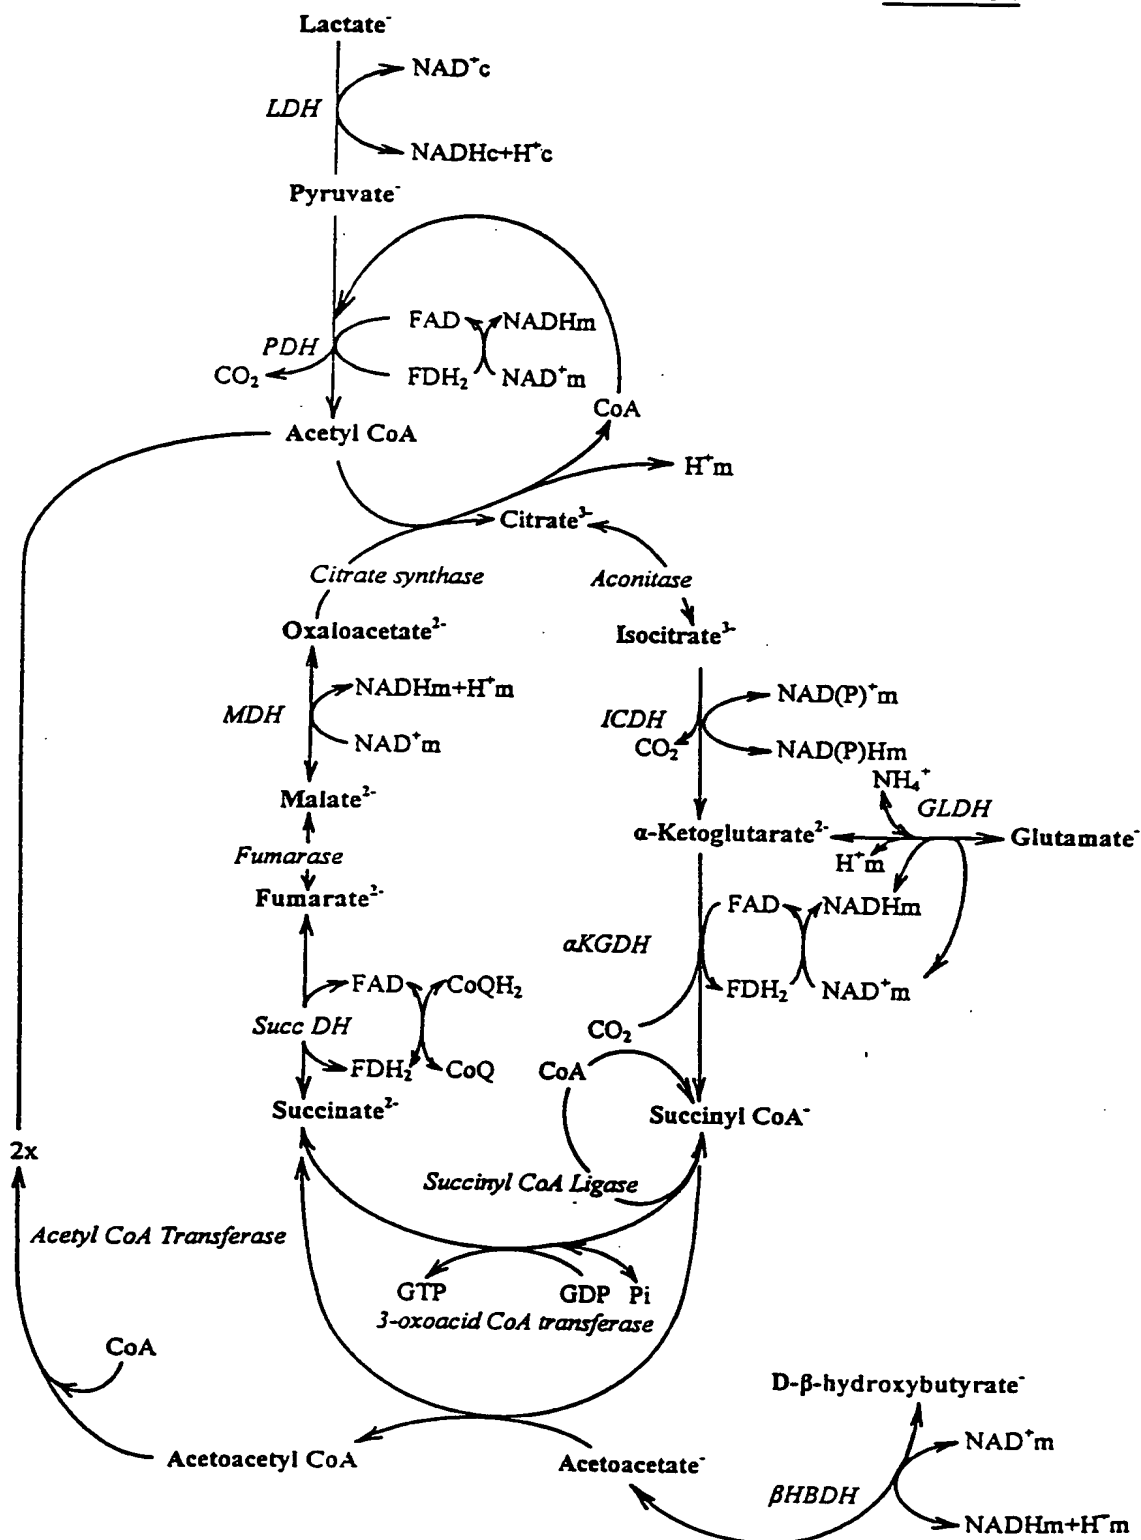 Lactate⁻
NAD⁺c
LDH
NADHc+H⁺c
Pyruvate⁻
FAD NADHm
PDH
CO₂ FDH₂ NAD⁺m
CoA
Acetyl CoA
H⁺m
Citrate³⁻
Citrate synthase Aconitase
Oxaloacetate²⁻ Isocitrate³⁻
NADHm+H⁺m NAD(P)⁺m
MDH ICDH
NAD⁺m CO₂ NAD(P)Hm
NH₄⁺
Malate²⁻ GLDH
α-Ketoglutarate²⁻ Glutamate⁻
Fumarase H⁺m
Fumarate²⁻ FAD NADHm
αKGDH
FAD CoQH₂ FDH₂ NAD⁺m
Succ DH CO₂
FDH₂ CoQ CoA
Succinate²⁻ Succinyl CoA⁻
2x
Succinyl CoA Ligase
Acetyl CoA Transferase
GTP GDP Pi
3-oxoacid CoA transferase
CoA
D-β-hydroxybutyrate⁻
NAD⁺m
Acetoacetyl CoA Acetoacetate⁻
βHBDH
NADHm+H⁻m